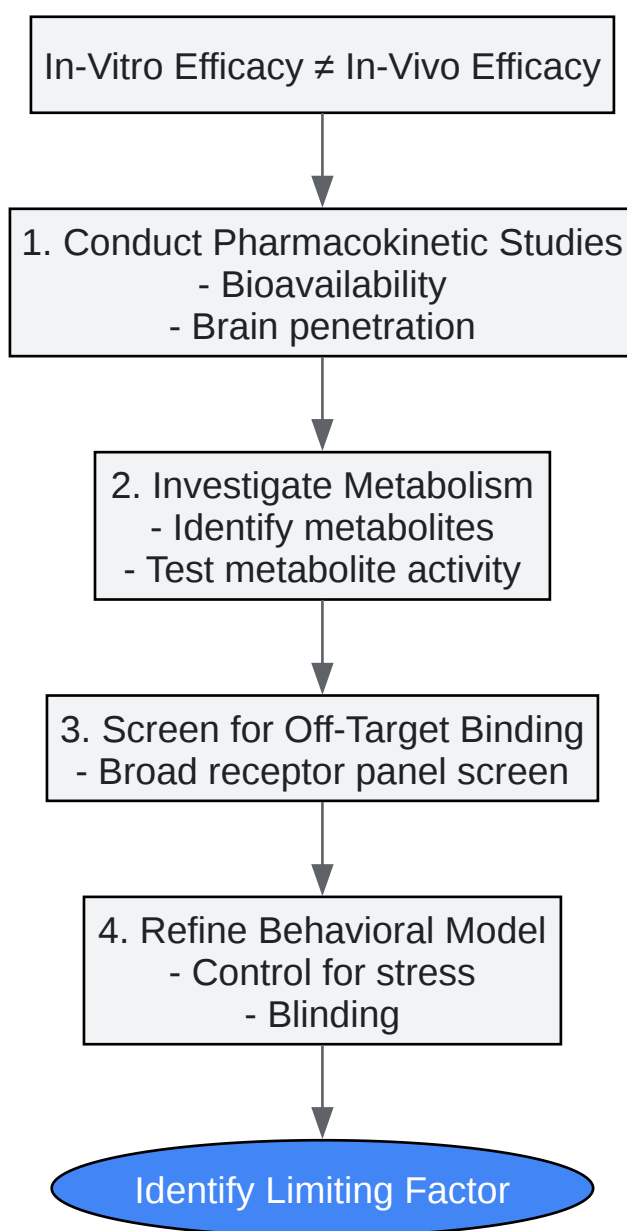 In-Vitro Efficacy ≠ In-Vivo Efficacy
1. Conduct Pharmacokinetic Studies
- Bioavailability
- Brain penetration
2. Investigate Metabolism
- Identify metabolites
- Test metabolite activity
3. Screen for Off-Target Binding
- Broad receptor panel screen
4. Refine Behavioral Model
- Control for stress
- Blinding
Identify Limiting Factor